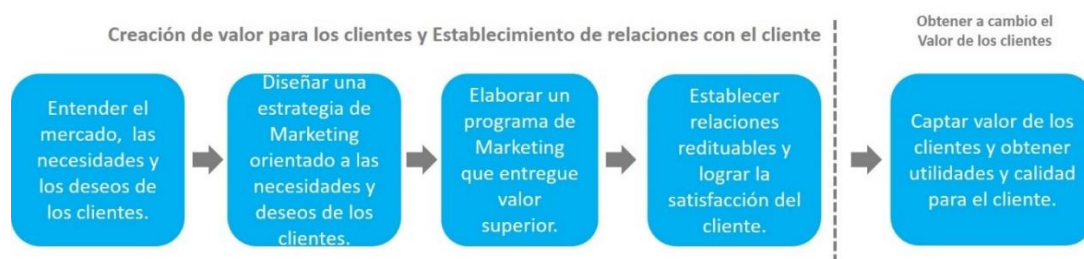 Creación de valor para los clientes y Establecimiento de relaciones con el cliente
Obtener a cambio el
Valor de los clientes
Entender el
mercado, las
necesidades y
los deseos de
los clientes.
Diseñar una
estrategia de
Marketing
orientado a las
necesidades y
deseos de los
clientes.
Elaborar un
programa de
Marketing
que entregue
valor
superior.
Establecer
relaciones
redituables y
lograr la
satisfacción del
cliente.
Captar valor de los
clientes y obtener
utilidades y calidad
para el cliente.